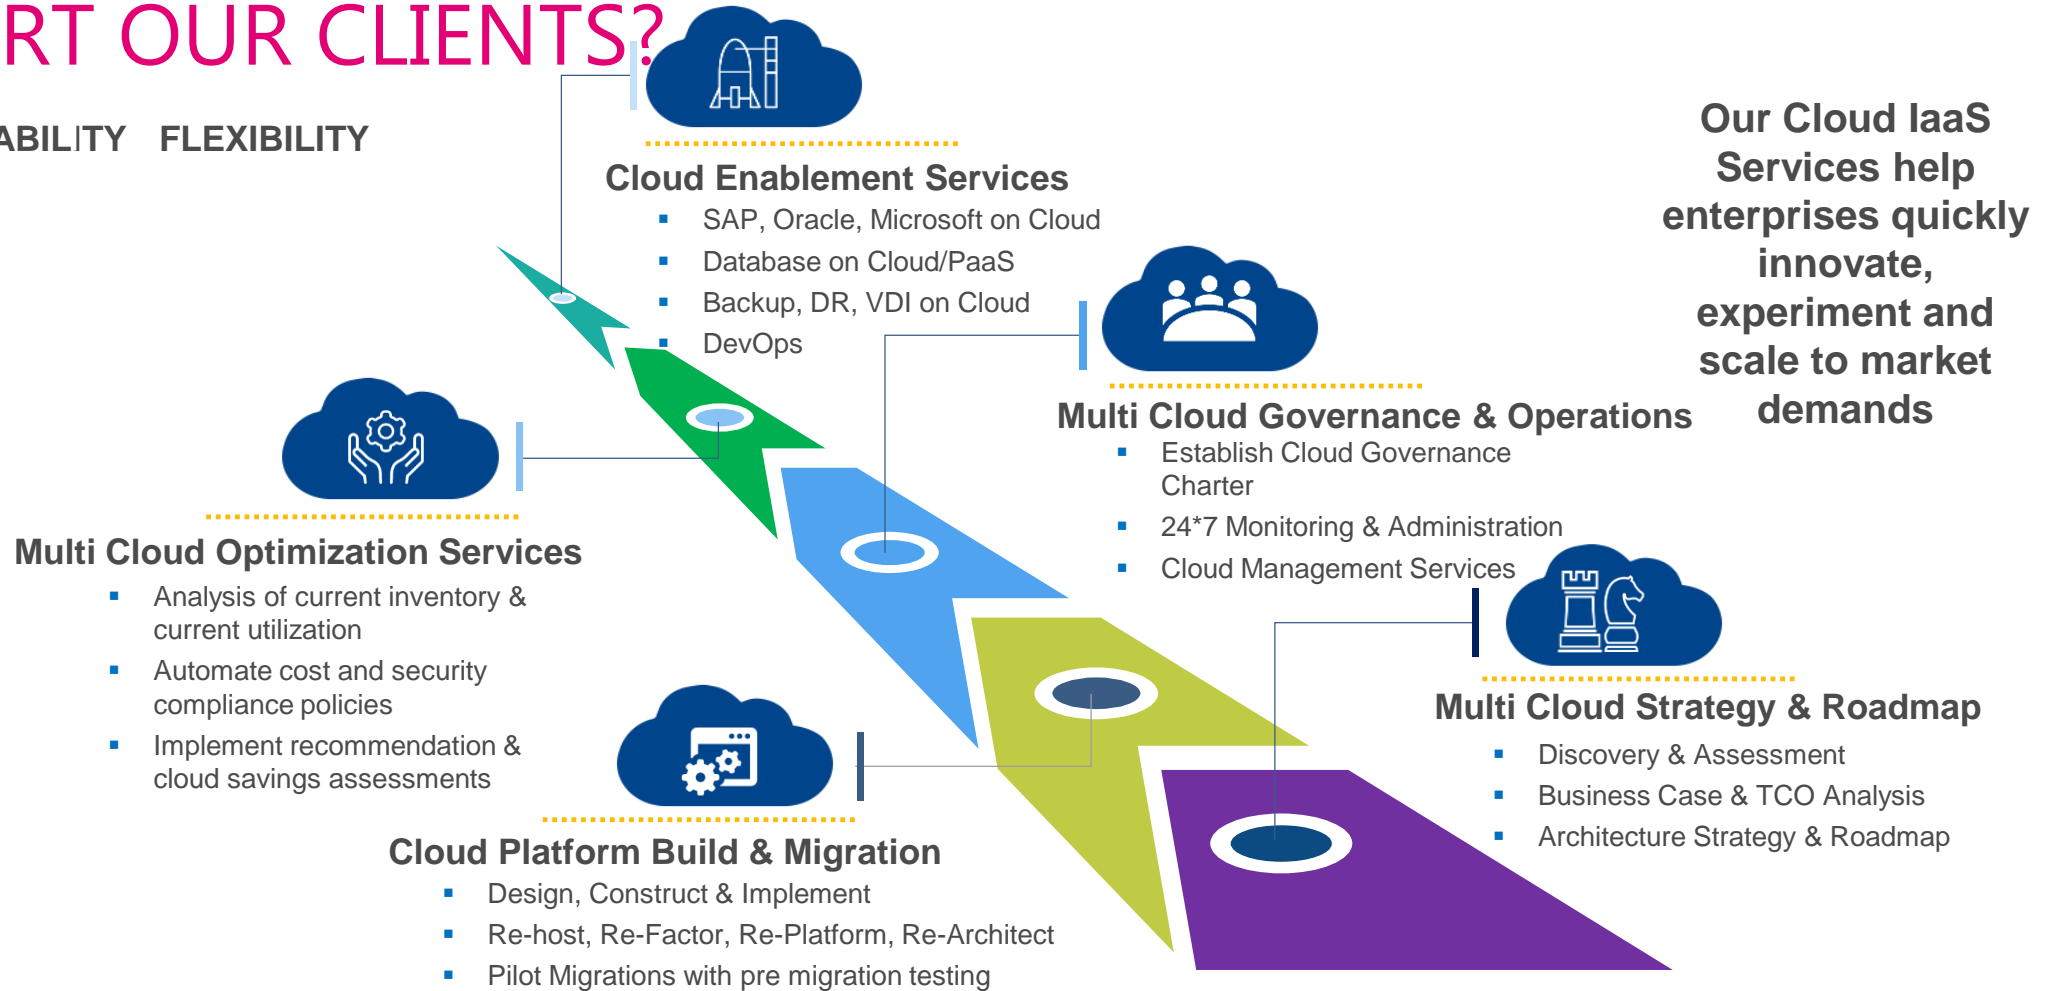 RT OUR CLIENTS?
ABILITY FLEXIBILITY
Cloud Enablement Services
SAP, Oracle, Microsoft on Cloud
Database on Cloud/PaaS
Backup, DR, VDI on Cloud
DevOps
Our Cloud IaaS
Services help
enterprises quickly
innovate,
experiment and
scale to market
demands
Multi Cloud Governance & Operations
Establish Cloud Governance
Charter
24*7 Monitoring & Administration
Cloud Management Services
Multi Cloud Optimization Services
Analysis of current inventory &
current utilization
Automate cost and security
compliance policies
Implement recommendation &
cloud savings assessments
Multi Cloud Strategy & Roadmap
Discovery & Assessment
Business Case & TCO Analysis
Architecture Strategy & Roadmap
Cloud Platform Build & Migration
Design, Construct & Implement
Re-host, Re-Factor, Re-Platform, Re-Architect
Pilot Migrations with pre migration testing